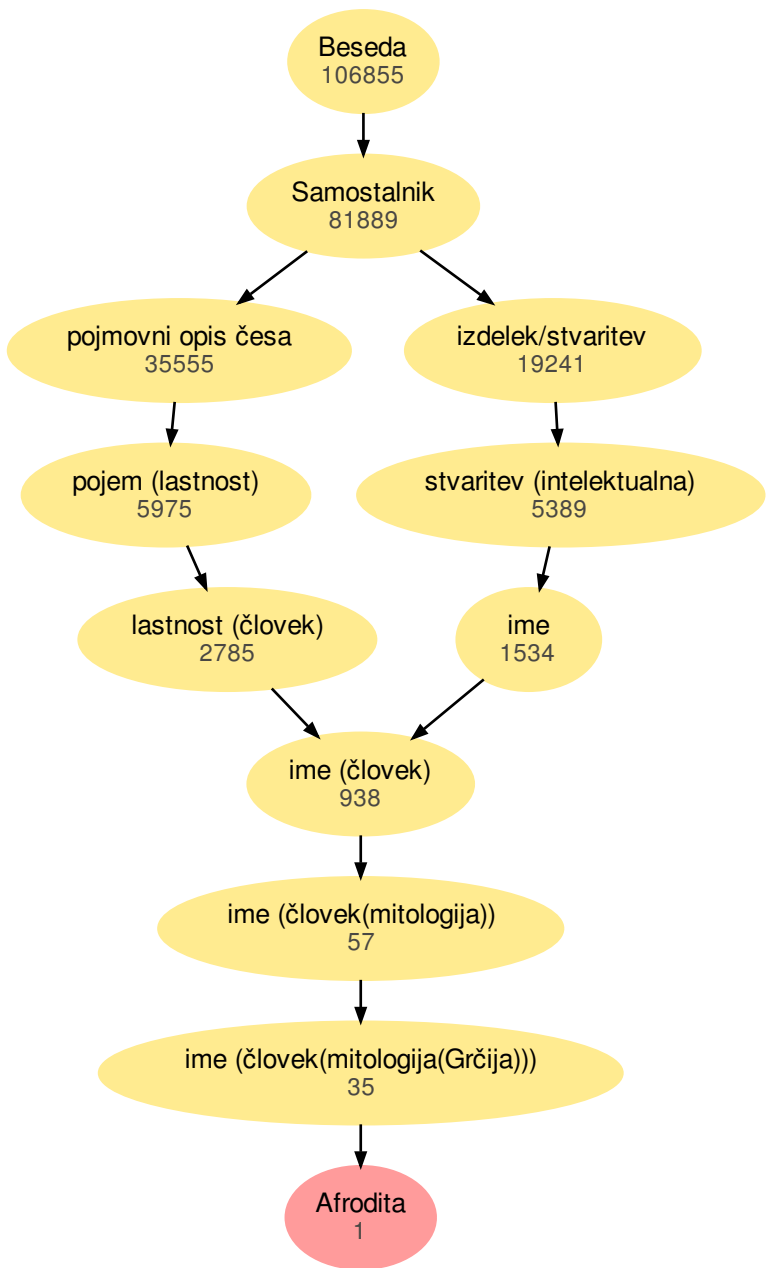 Beseda
106855
Samostalnik
81889
pojmovni opis česa
35555
izdelek/stvaritev
19241
pojem (lastnost)
5975
stvaritev (intelektualna)
5389
lastnost (človek)
2785
ime
1534
ime (človek)
938
ime (človek(mitologija))
57
ime (človek(mitologija(Grčija)))
35
Afrodita
1